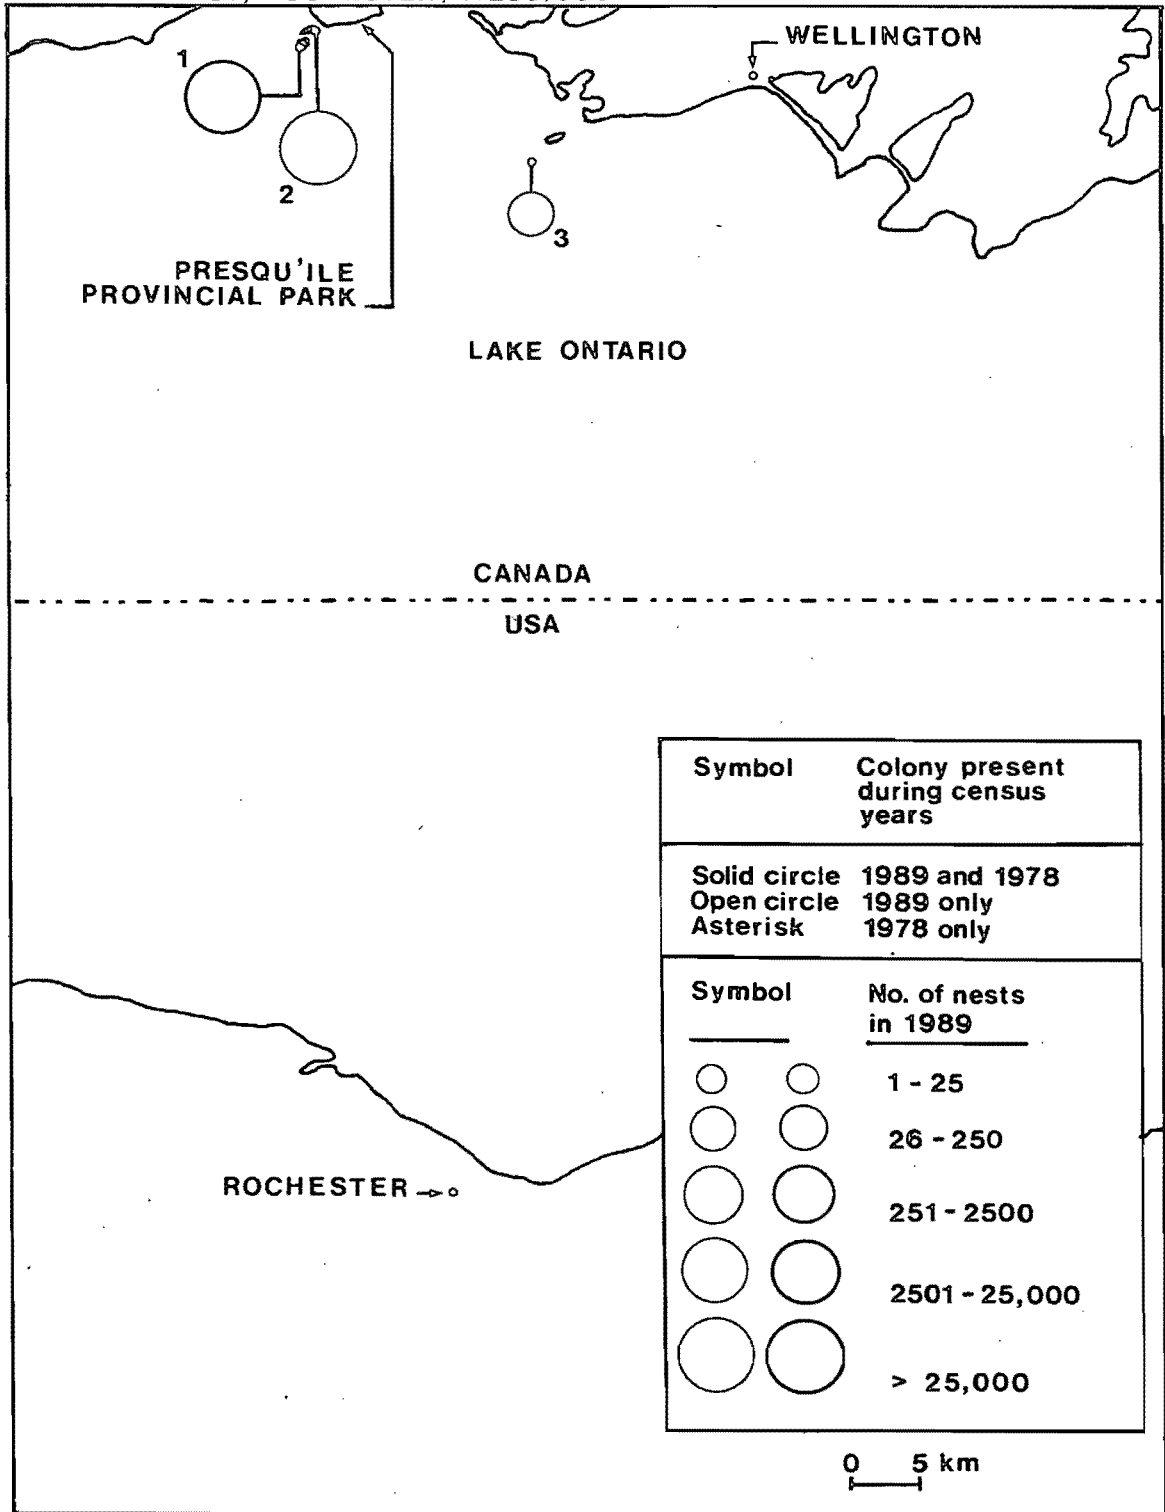 WELLINGTON
1
2
3
PRESQU'ILE
PROVINCIAL PARK
LAKE ONTARIO
CANADA
USA
Symbol Colony present
during census
years
Solid circle 1989 and 1978
Open circle 1989 only
Asterisk 1978 only
Symbol No. of nests
in 1989
1 - 25
26 - 250
251 - 2500
2501 - 25,000
> 25,000
ROCHESTER
0 5 km